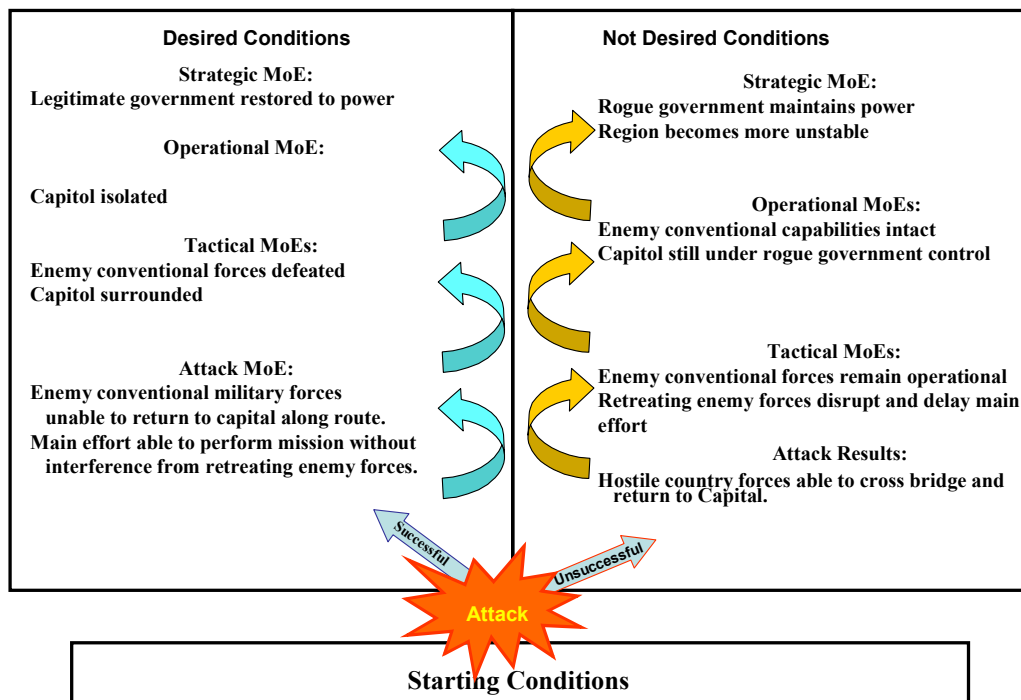 Desired Conditions
Strategic MoE:
Legitimate government restored to power
Operational MoE:
Capitol isolated
Tactical MoEs:
Enemy conventional forces defeated
Capitol surrounded
Attack MoE:
Enemy conventional military forces
unable to return to capital along route.
Main effort able to perform mission without
interference from retreating enemy forces.
Not Desired Conditions
Strategic MoE:
Rogue government maintains power
Region becomes more unstable
Operational MoEs:
Enemy conventional capabilities intact
Capitol still under rogue government control
Tactical MoEs:
Enemy conventional forces remain operational
Retreating enemy forces disrupt and delay main
effort
Attack Results:
Hostile country forces able to cross bridge and
return to Capital.
Successful
Unsuccessful
Attack
Starting Conditions